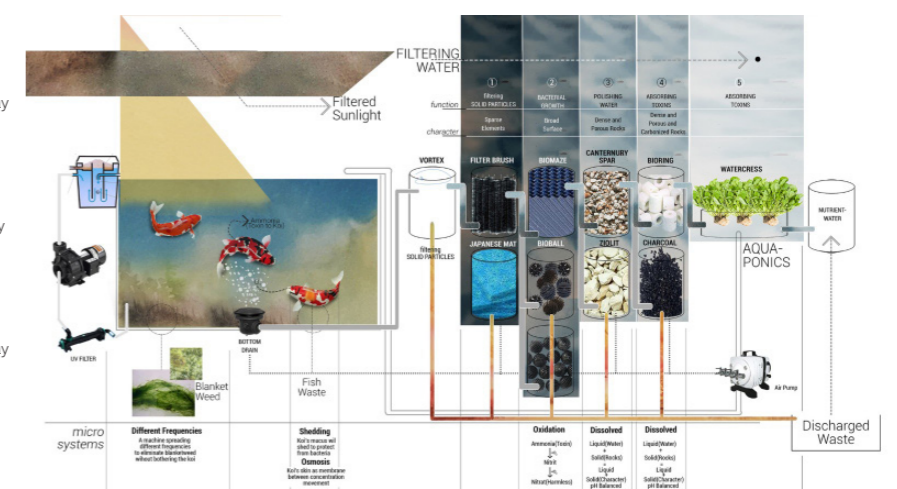 FILTERING
WATER
Filtered
Sunlight
function
character
①
filtering
SOLID PARTICLES
Sparse
Elements
②
BACTERIAL
GROWTH
Broad
Surface
③
POLISHING
WATER
Dense and
Porous Rocks
④
ABSORBING
TOXINS
Dense and
Porous and
Carbonized Rocks
5
ABSORBING
TOXINS
VORTEX
filtering
SOLID PARTICLES
FILTER BRUSH
JAPANESE MAT
BIOMAZE
BIOBALL
CANTERNURY
SPAR
ZIOLIT
BIORING
CHARCOAL
WATERCRESS
AQUA-
PONICS
NUTRIENT-
WATER
Ammonia
UV FILTER
BOTTOM
DRAIN
Blanket
Weed
Fish
Waste
Air Pump
Discharged
Waste
micro
systems
Different Frequencies
A machine spreading
different frequencies
to eliminate blanketweed
without bothering the koi
Shedding
Koi's mucus wil
shed to protect
from bacteria
Osmosis
Koi's skin as membrane
between concentration
movement
Oxidation
Ammonia(Toxin)
Nitrit
Nitrat(Harmless)
Dissolved
Liquid(Water)
+
Solid(Rocks)
=
Liquid
+
Solid(Character)
pH Balanced
Dissolved
Liquid(Water)
+
Solid(Rocks)
=
Liquid
+
Solid(Character)
pH Balanced